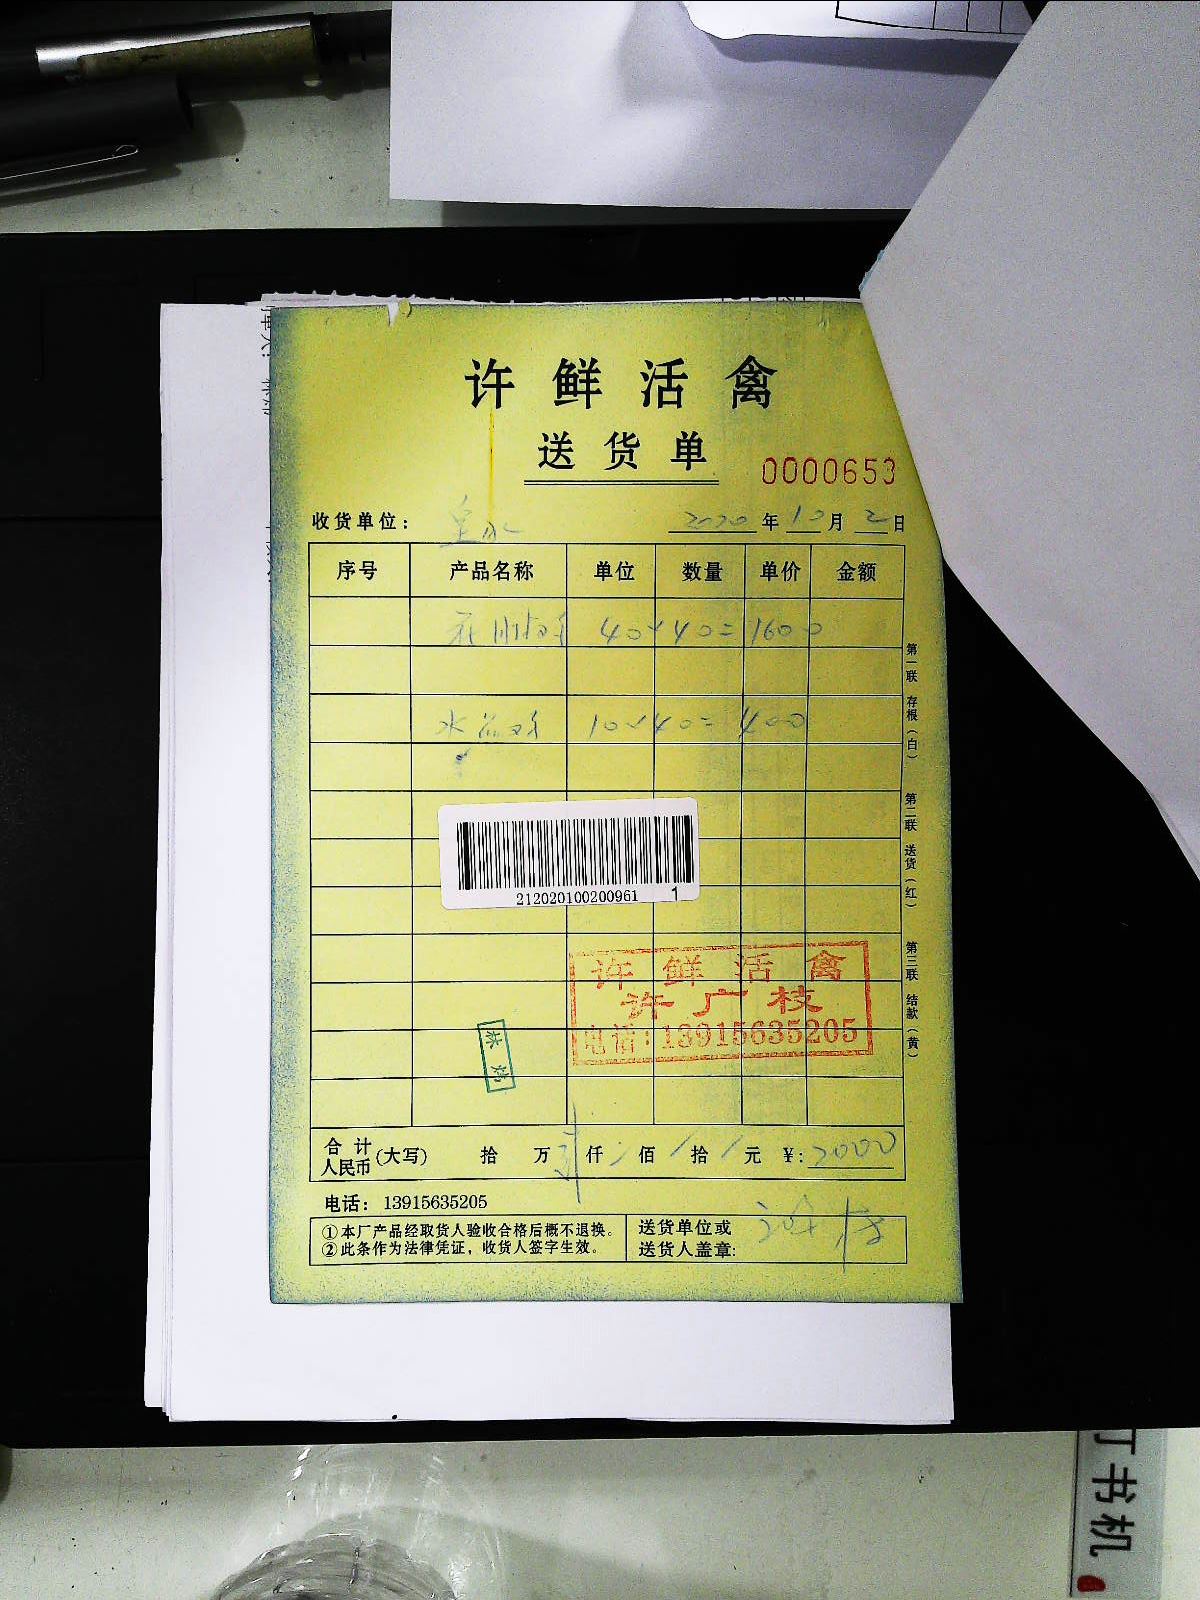 许鲜活禽
送货单
0000653
收货单位：
2020年10月2日
序号 产品名称 单位 数量 单价 金额
40×40=1600
10×40=400
212020100200961 1
许鲜活禽
许广枝
电话：13915635205
合计人民币(大写) 拾 万 仟 佰 拾 元 ¥:2000
电话：13915635205
①本厂产品经取货人验收合格后概不退换。
②此条作为法律凭证，收货人签字生效。
送货单位或
送货人盖章:
第一联 存根（白）
第二联 送货（红）
第三联 结款（黄）
书机